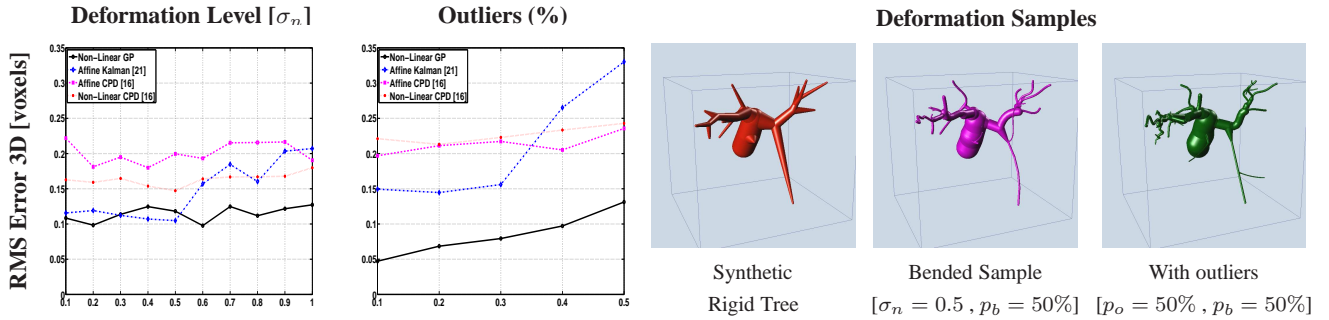 Deformation Level [σn]
Outliers (%)
Deformation Samples
RMS Error 3D [voxels]
0.35
0.3
0.25
0.2
0.15
0.1
0.05
0
0.1 0.2 0.3 0.4 0.5 0.6 0.7 0.8 0.9 1
Non−Linear GP
Affine Kalman [21]
Affine CPD [16]
Non−Linear CPD [16]
0.35
0.3
0.25
0.2
0.15
0.1
0.05
0
0.1 0.2 0.3 0.4 0.5
Non−Linear GP
Affine Kalman [21]
Affine CPD [16]
Non−Linear CPD [16]
Synthetic
Rigid Tree
Bended Sample
[σn = 0.5 , pb = 50%]
With outliers
[po = 50% , pb = 50%]